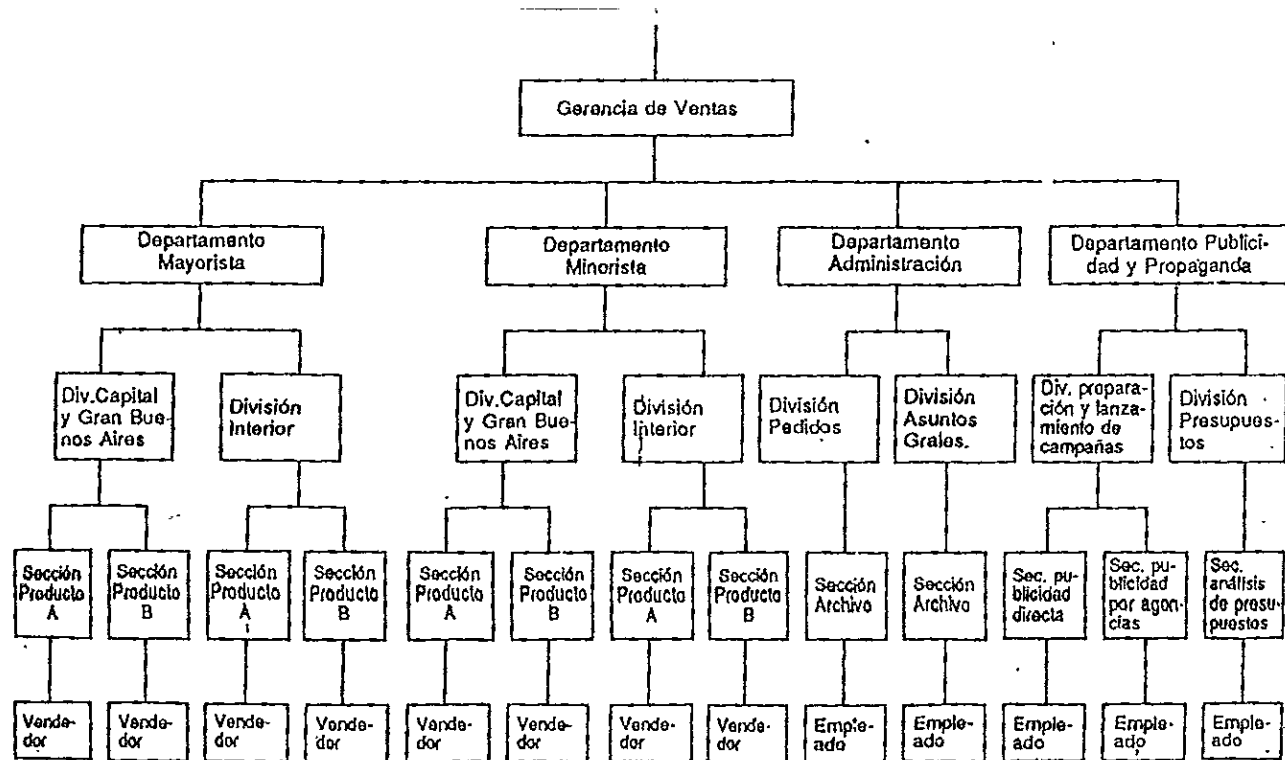 Gerencia de Ventas
Departamento
Mayorista
Departamento
Minorista
Departamento
Administración
Departamento Publici-
dad y Propaganda
Div.Capital
y Gran Bue-
nos Aires
División
Interior
Div.Capital
y Gran Bue-
nos Aires
División
Interior
División
Pedidos
División
Asuntos
Grales.
Div. prepara-
ción y lanza-
miento de
campañas
División
Presupues-
tos
Sección
Producto
A
Sección
Producto
B
Sección
Producto
A
Sección
Producto
B
Sección
Producto
A
Sección
Producto
B
Sección
Producto
A
Sección
Producto
B
Sección
Archivo
Sección
Archivo
Sec. pu-
blicidad
directa
Sec. pu-
blicidad
por agen-
cias
Sec.
análisis
de presu-
puestos
Vende-
dor
Vende-
dor
Vende-
dor
Vende-
dor
Vende-
dor
Vende-
dor
Vende-
dor
Vende-
dor
Emple-
ado
Emple-
ado
Emple-
ado
Emple-
ado
Emple-
ado